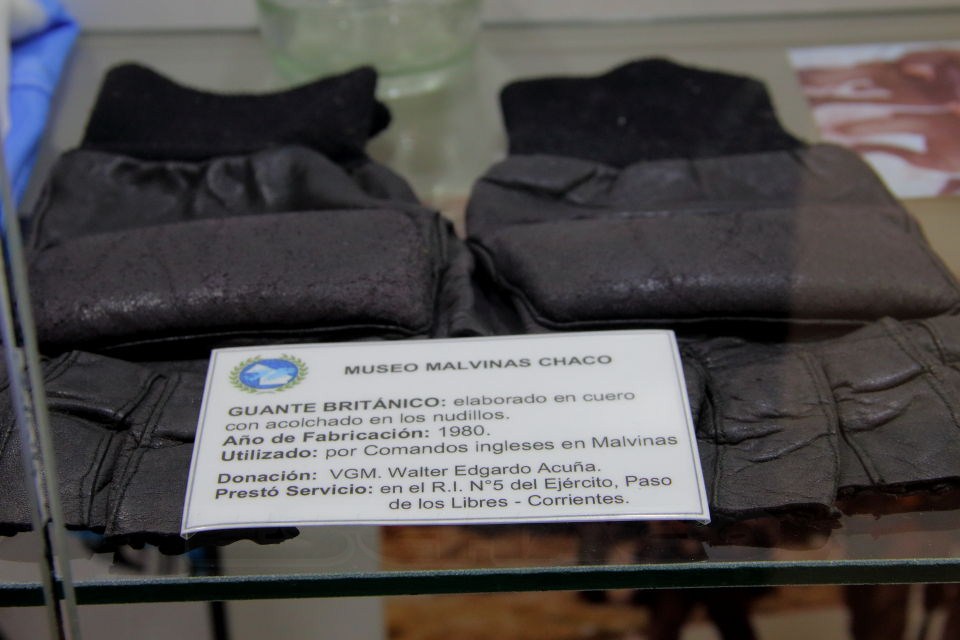 MUSEO MALVINAS CHACO
GUANTE BRITÁNICO: elaborado en cuero
con acolchado en los nudillos.
Año de Fabricación: 1980.
Utilizado: por Comandos ingleses en Malvinas
Donación: VGM. Walter Edgardo Acuña.
Prestó Servicio: en el R.I. N°5 del Ejército, Paso
de los Libres - Corrientes.